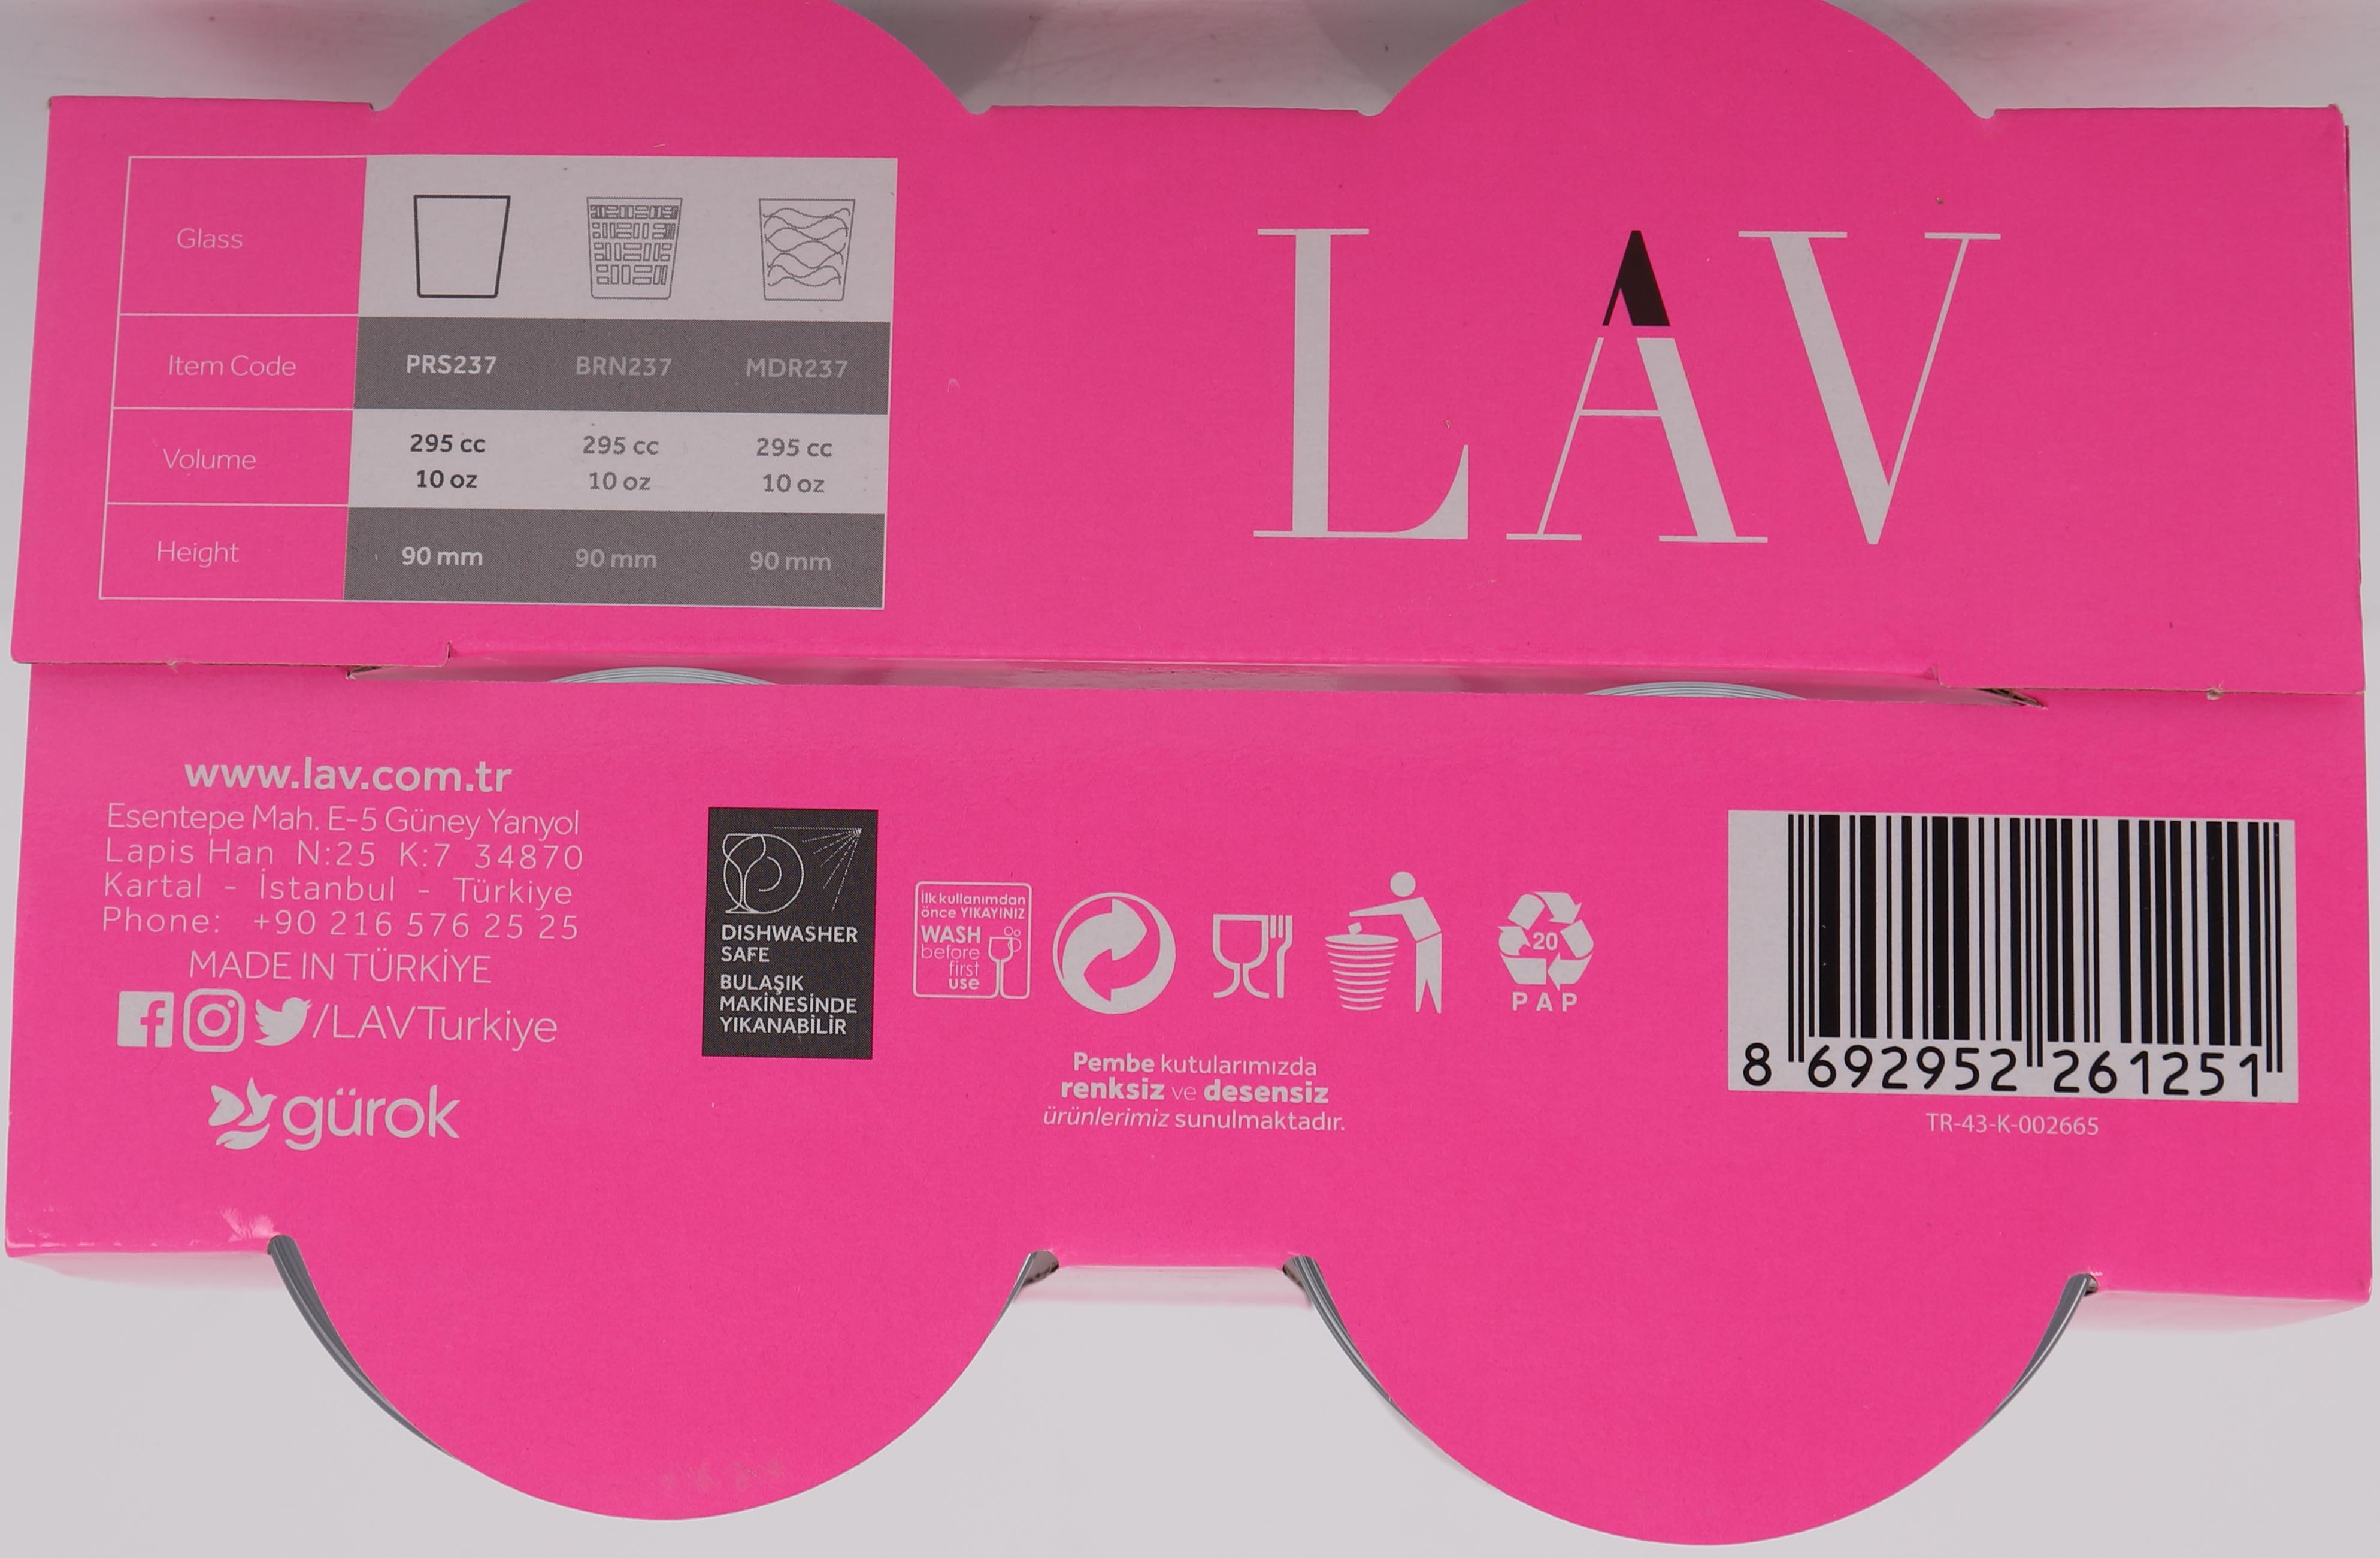 Glass
Item Code PRS237 BRN237 MDR237
Volume 295 cc 10 oz 295 cc 10 oz 295 cc 10 oz
Height 90 mm 90 mm 90 mm
LAV
www.lav.com.tr
Esentepe Mah. E-5 Güney Yanyol
Lapis Han N:25 K:7 34870
Kartal - İstanbul - Türkiye
Phone: +90 216 576 25 25
MADE IN TÜRKİYE
/LAVTurkiye
gürok
DISHWASHER
SAFE
BULAŞIK
MAKİNESİNDE
YIKANABİLİR
İlk kullanımdan
önce YIKAYINIZ
WASH
before
first
use
20
PAP
Pembe kutularımızda
renksiz ve desensiz
ürünlerimiz sunulmaktadır.
8 692952 261251
TR-43-K-002665